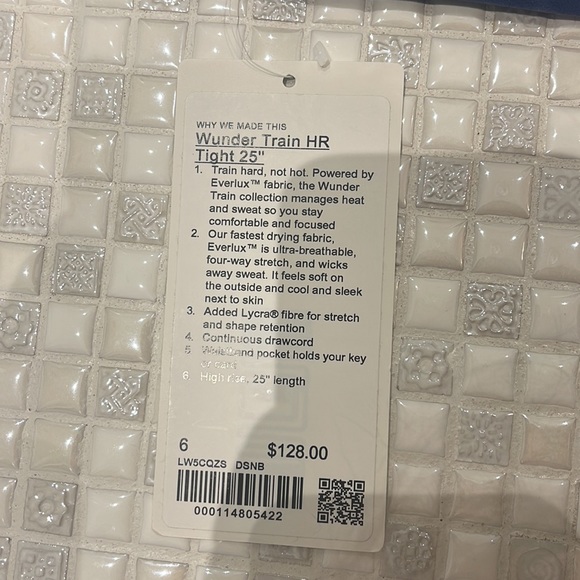 WHY WE MADE THIS
Wunder Train HR
Tight 25"
1. Train hard, not hot. Powered by
Everlux™ fabric, the Wunder
Train collection manages heat
and sweat so you stay
comfortable and focused
2. Our fastest drying fabric,
Everlux™ is ultra-breathable,
four-way stretch, and wicks
away sweat. It feels soft on
the outside and cool and sleek
next to skin
3. Added Lycra® fibre for stretch
and shape retention
4. Continuous drawcord
5. Waistband pocket holds your key
or card
6. High rise, 25" length
6 $128.00
LW5CQZS DSNB
000114805422